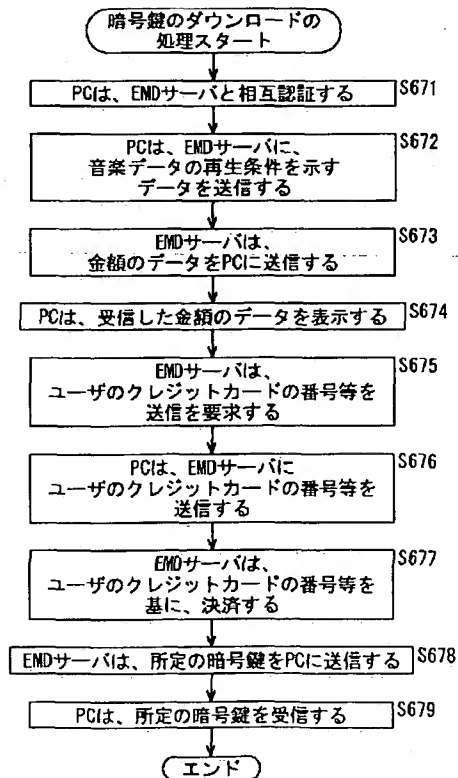 暗号鍵のダウンロードの
処理スタート
PCは、EMDサーバと相互認証する
S671
PCは、EMDサーバに、
音楽データの再生条件を示す
データを送信する
S672
EMDサーバは、
金額のデータをPCに送信する
S673
PCは、受信した金額のデータを表示する
S674
EMDサーバは、
ユーザのクレジットカードの番号等を
送信を要求する
S675
PCは、EMDサーバに
ユーザのクレジットカードの番号等を
送信する
S676
EMDサーバは、
ユーザのクレジットカードの番号等を
基に、決済する
S677
EMDサーバは、所定の暗号鍵をPCに送信する
S678
PCは、所定の暗号鍵を受信する
S679
エンド